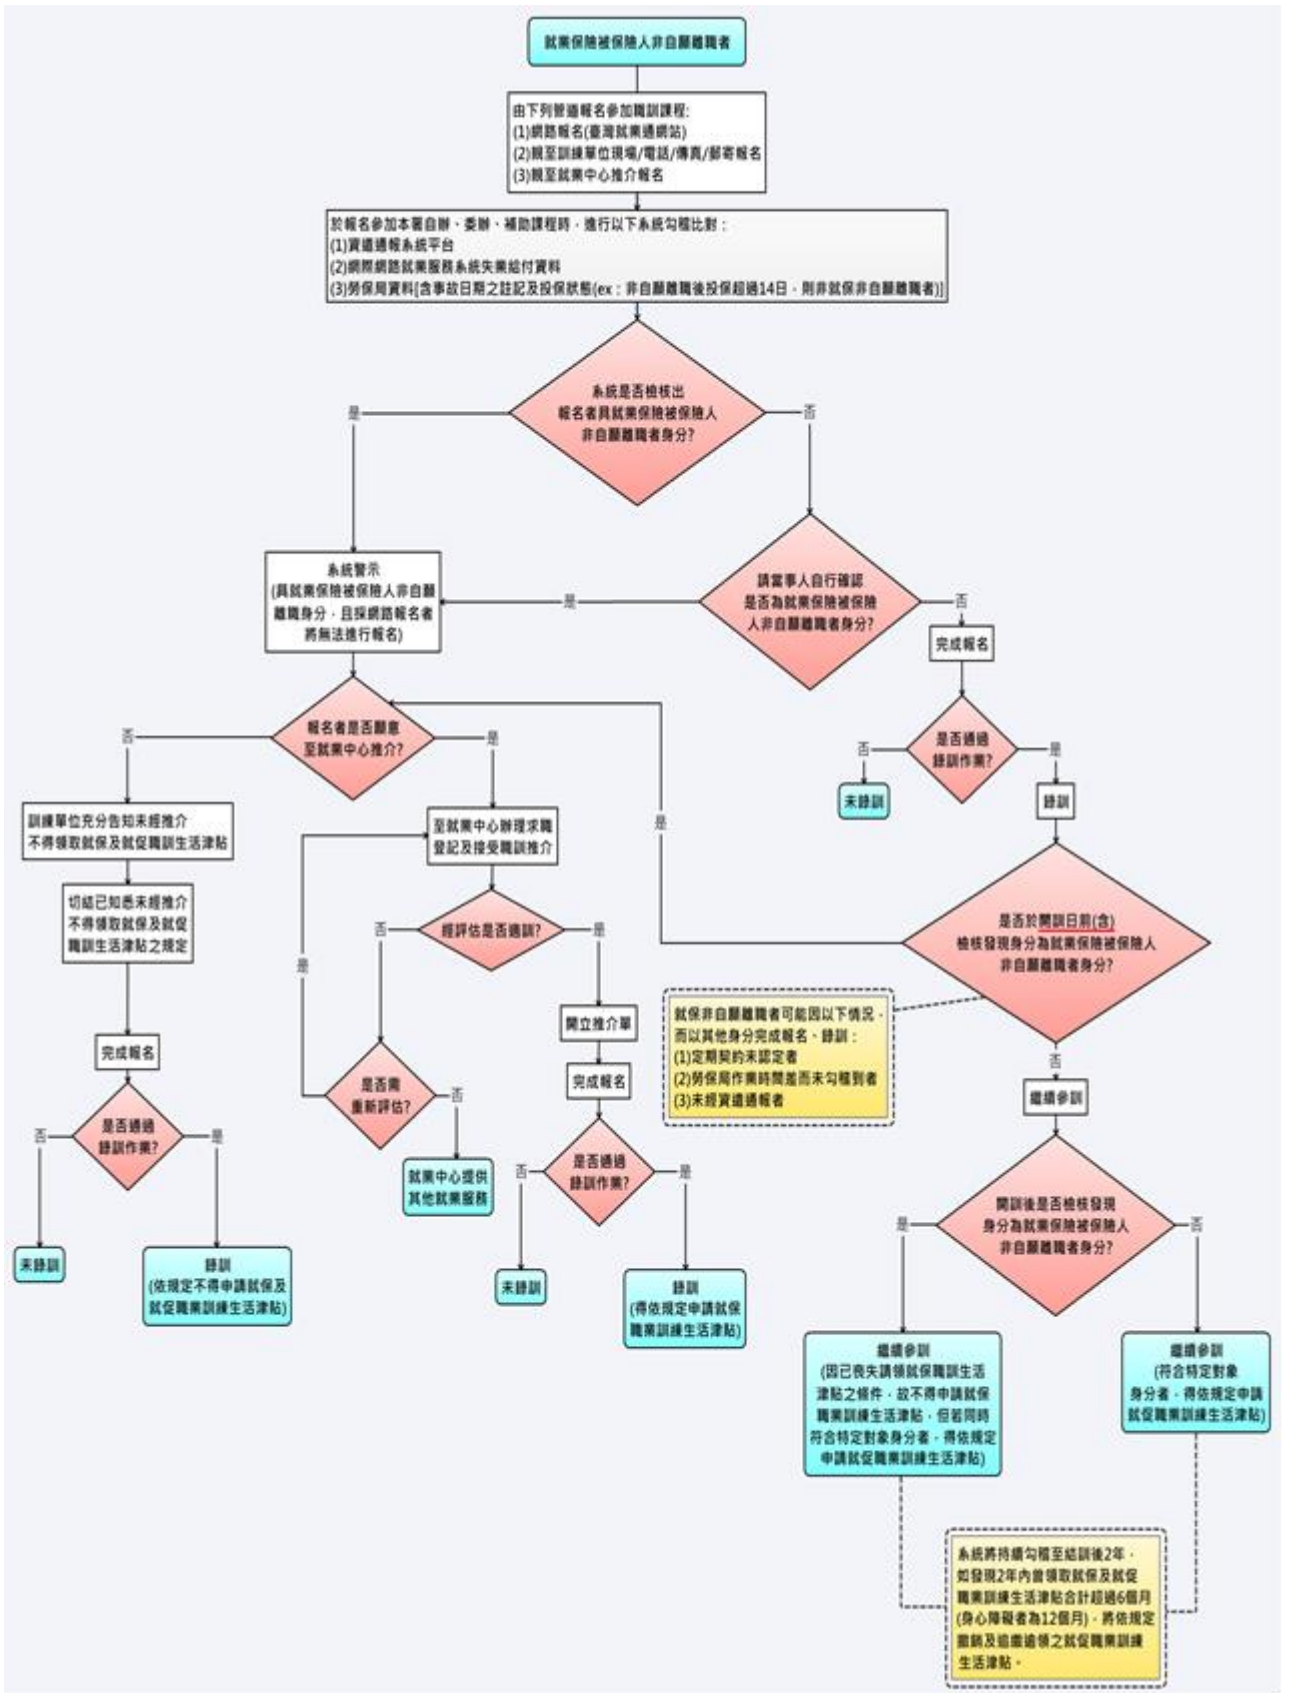 就業保險被保險人非自願離職者
由下列管道報名參加職訓課程:
(1)網路報名(臺灣就業通網站)
(2)親至訓練單位現場/電話/傳真/郵寄報名
(3)親至就業中心推介報名
於報名參加本署自辦、委辦、補助課程時，進行以下系統勾稽比對：
(1)資遣通報系統平台
(2)網際網路就業服務系統失業給付資料
(3)勞保局資料[含事故日期之註記及投保狀態(ex：非自願離職後投保超過14日，則非就保非自願離職者)]
系統是否檢核出
報名者具就業保險被保險人
非自願離職者身分?
是
否
系統警示
(具就業保險被保險人非自願
離職身分，且採網路報名者
將無法進行報名)
請當事人自行確認
是否為就業保險被保險
人非自願離職者身分?
是
否
完成報名
報名者是否願意
至就業中心推介?
否
是
是否通過
錄訓作業?
否
是
未錄訓
錄訓
訓練單位充分告知未經推介
不得領取就保及就促職訓生活津貼
至就業中心辦理求職
登記及接受職訓推介
是
切結已知悉未經推介
不得領取就保及就促
職訓生活津貼之規定
經評估是否適訓?
否
是
是否於開訓日前(含)
檢核發現身分為就業保險被保險人
非自願離職者身分?
是
開立推介單
就保非自願離職者可能因以下情況，
而以其他身分完成報名、錄訓：
(1)定期契約未認定者
(2)勞保局作業時間差而未勾稽到者
(3)未經資遣通報者
完成報名
完成報名
否
是否需
重新評估?
否
繼續參訓
是否通過
錄訓作業?
否
是
就業中心提供
其他就業服務
是否通過
錄訓作業?
否
是
開訓後是否檢核發現
身分為就業保險被保險人
非自願離職者身分?
是
否
未錄訓
錄訓
(依規定不得申請就保及
就促職業訓練生活津貼)
未錄訓
錄訓
(得依規定申請就保
職業訓練生活津貼)
繼續參訓
(因已喪失請領就保職訓生活
津貼之條件，故不得申請就保
職業訓練生活津貼，但若同時
符合特定對象身分者，得依規定
申請就促職業訓練生活津貼)
繼續參訓
(符合特定對象
身分者，得依規定申請
就促職業訓練生活津貼)
系統將持續勾稽至結訓後2年，
如發現2年內曾領取就保及就促
職業訓練生活津貼合計超過6個月
(身心障礙者為12個月)，將依規定
撤銷及追繳逾領之就促職業訓練
生活津貼。